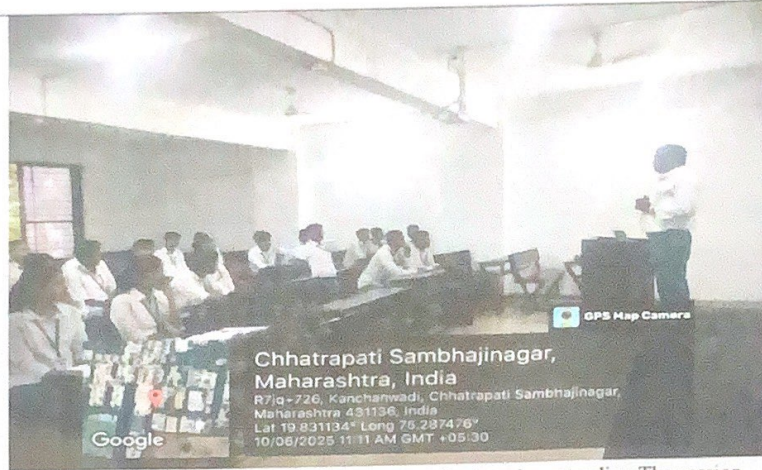 GPS Map Camera
Chhatrapati Sambhajinagar,
Maharashtra, India
R7jq+726, Kanchanwadi, Chhatrapati Sambhajinagar,
Maharashtra 431136, India
Lat 19.831134° Long 75.287476°
10/06/2025 11:11 AM GMT +05:30
Google